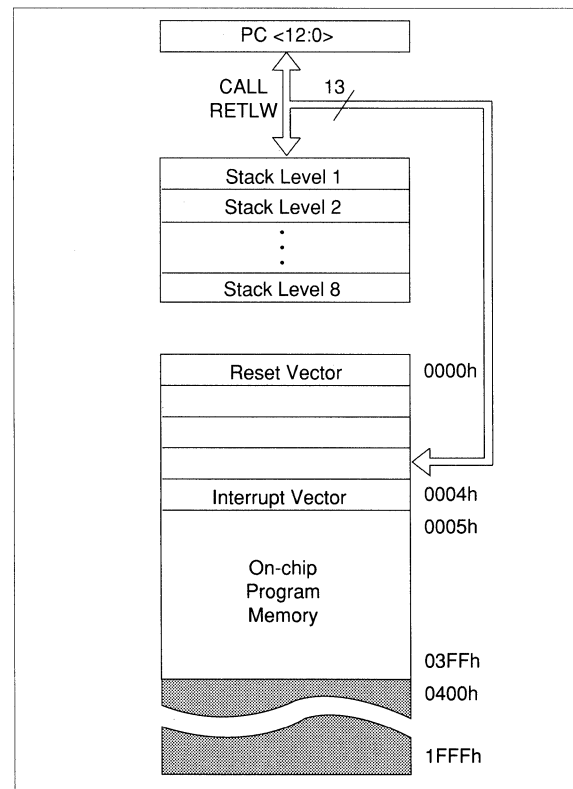 PC <12:0>
CALL
RETLW
13
Stack Level 1
Stack Level 2
Stack Level 8
Reset Vector
0000h
Interrupt Vector
0004h
0005h
On-chip
Program
Memory
03FFh
0400h
1FFFh